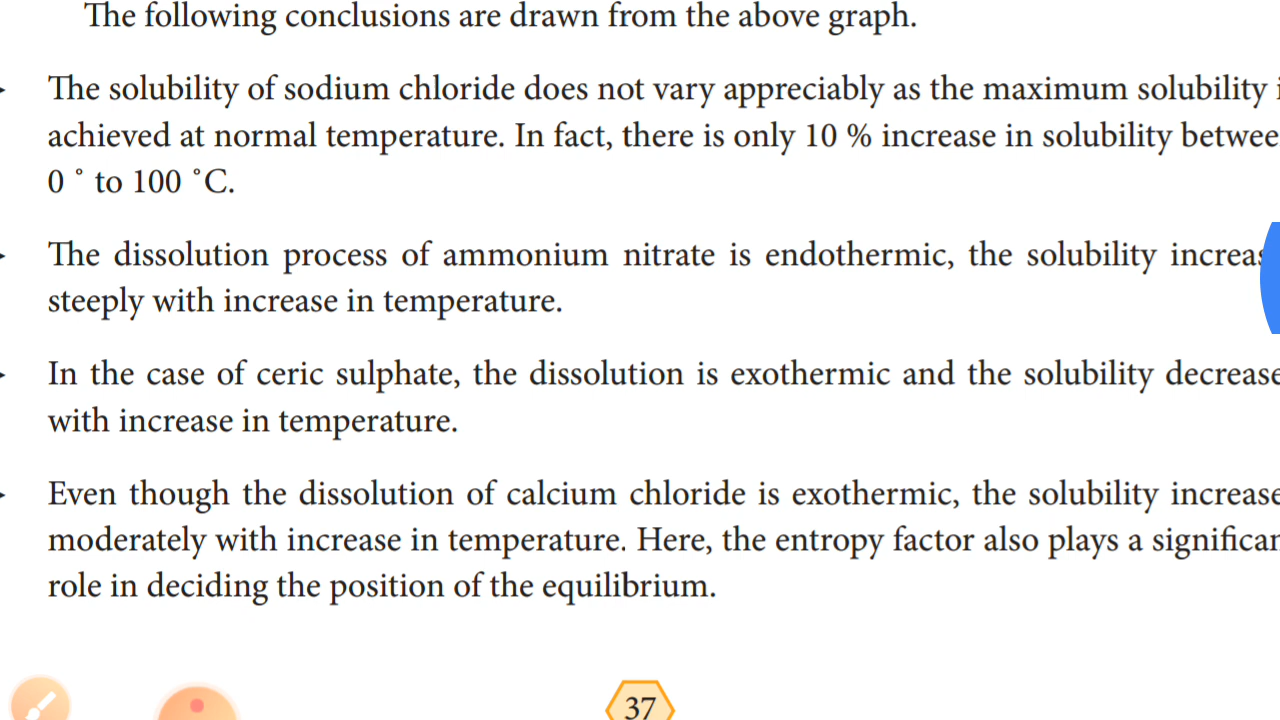 The following conclusions are drawn from the above graph.
The solubility of sodium chloride does not vary appreciably as the maximum solubility i
achieved at normal temperature. In fact, there is only 10 % increase in solubility betwee
0 ° to 100 ˚C.
The dissolution process of ammonium nitrate is endothermic, the solubility increas
steeply with increase in temperature.
In the case of ceric sulphate, the dissolution is exothermic and the solubility decrease
with increase in temperature.
Even though the dissolution of calcium chloride is exothermic, the solubility increase
moderately with increase in temperature. Here, the entropy factor also plays a significan
role in deciding the position of the equilibrium.
37